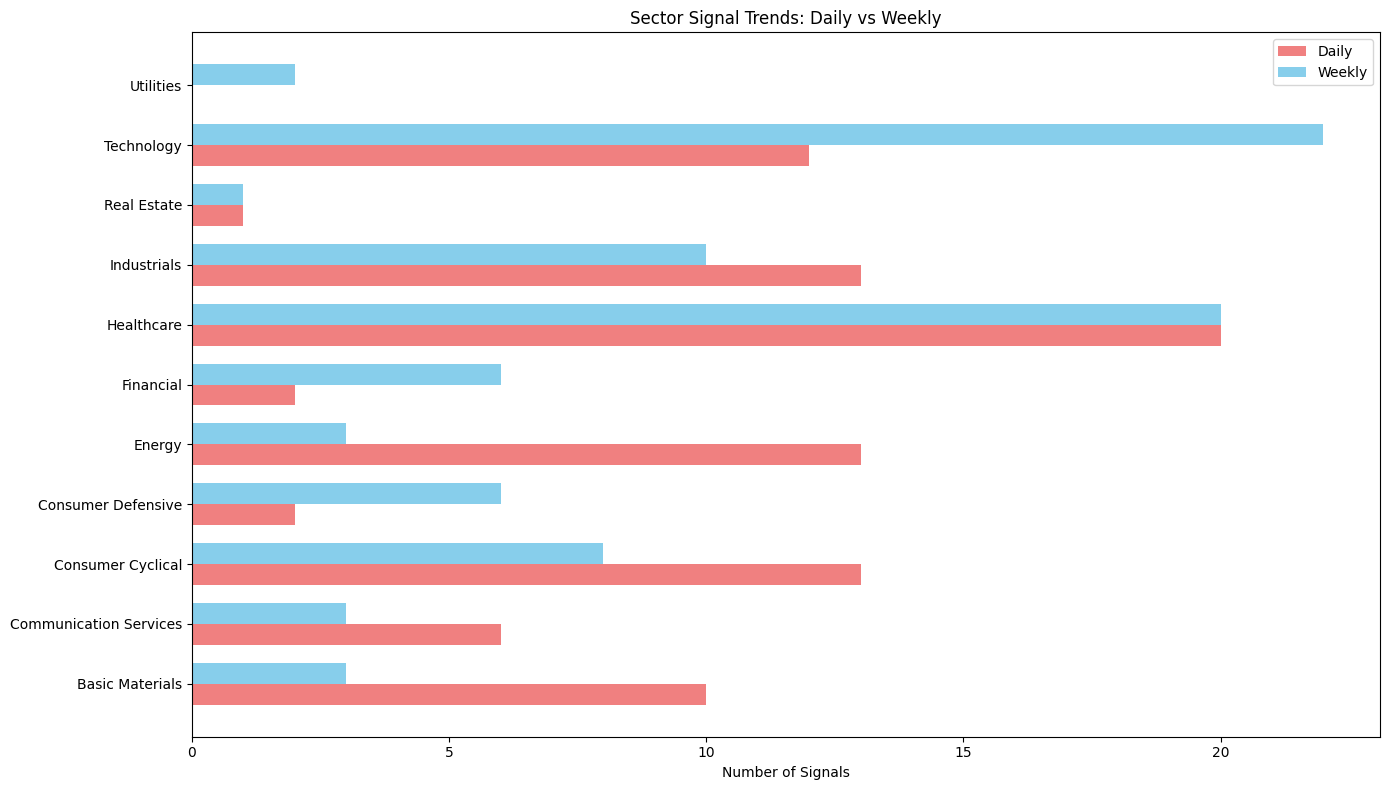 Sector Signal Trends: Daily vs Weekly
Daily
Weekly
Utilities
Technology
Real Estate
Industrials
Healthcare
Financial
Energy
Consumer Defensive
Consumer Cyclical
Communication Services
Basic Materials
0 5 10 15 20
Number of Signals